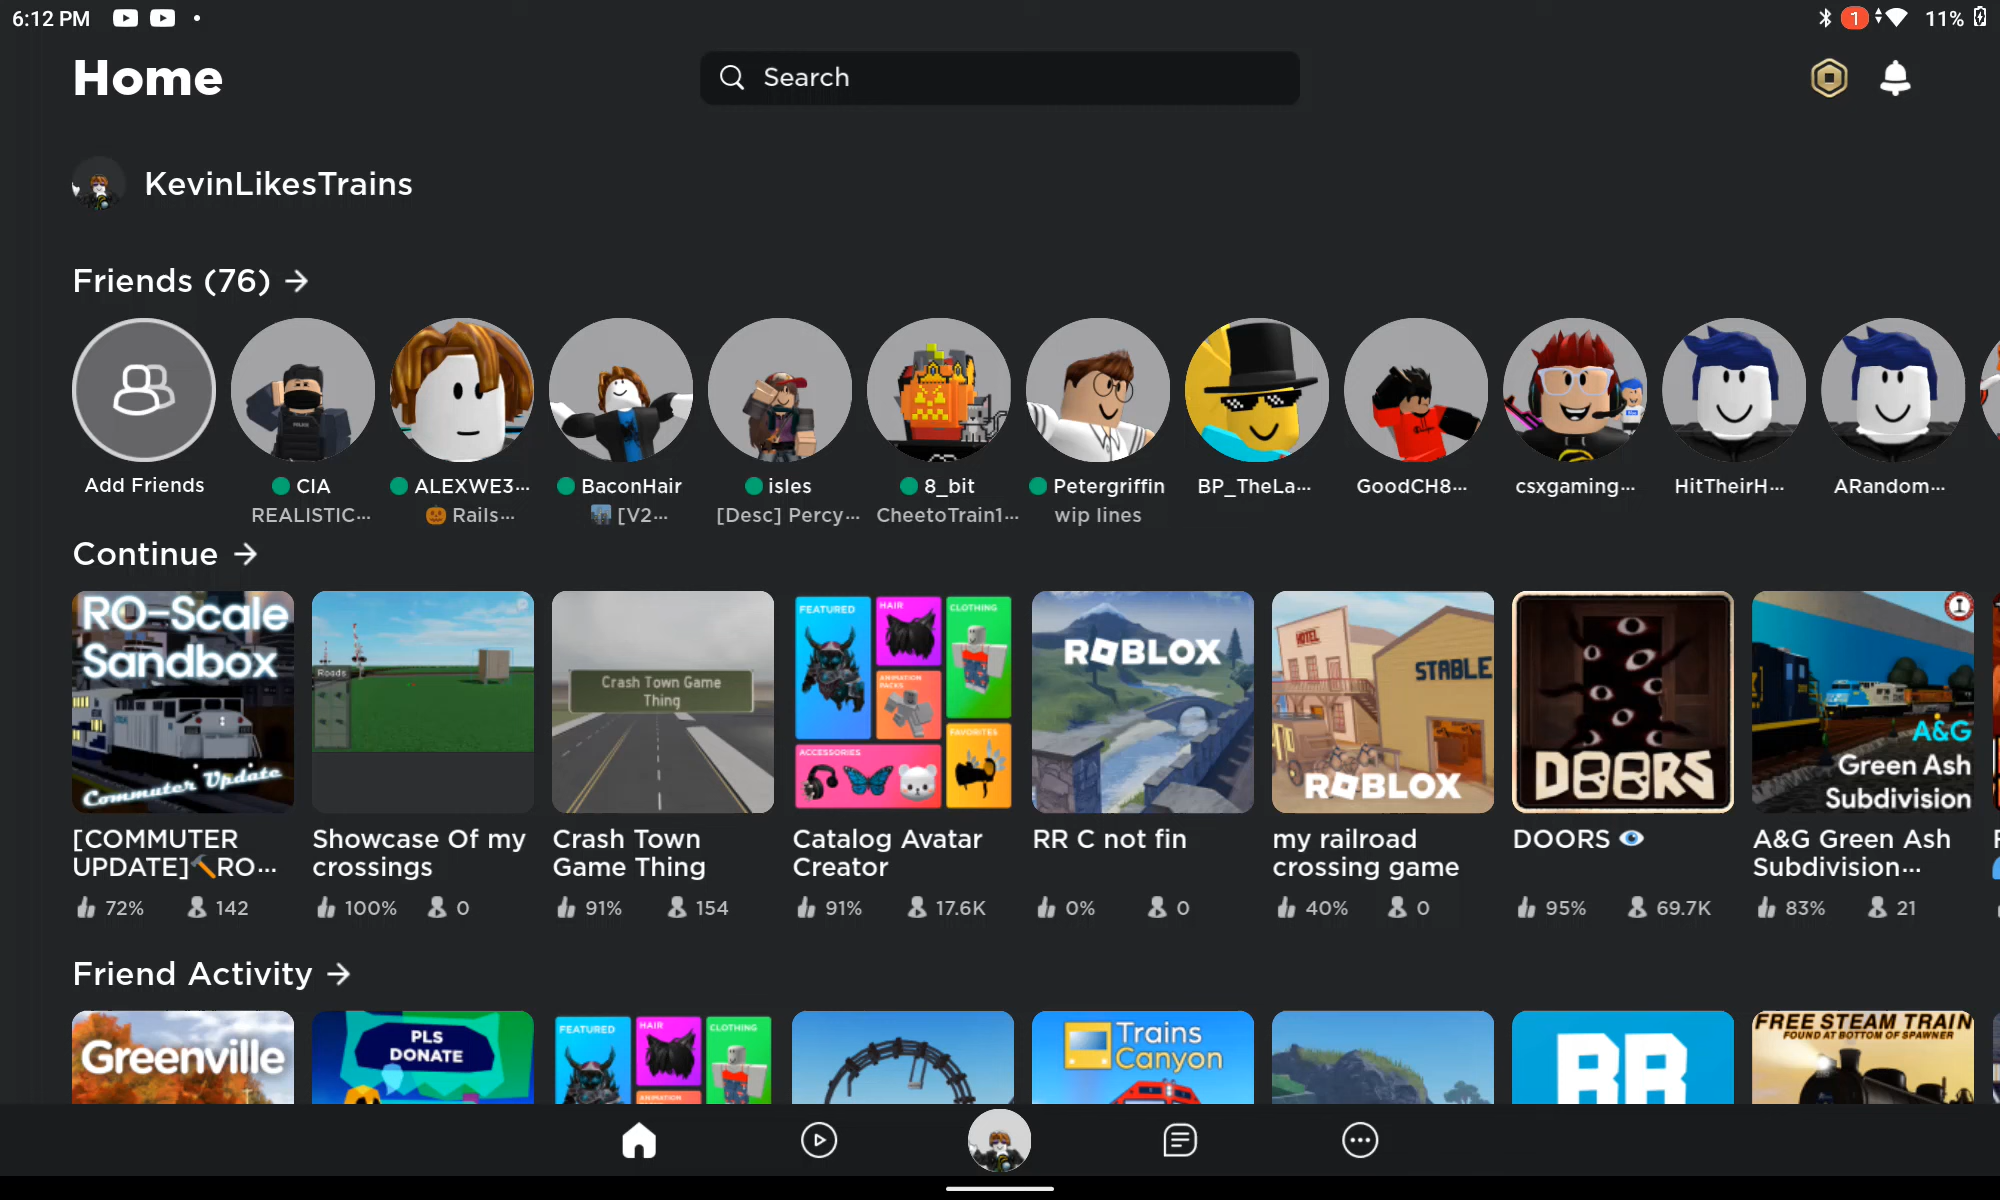 6:12 PM
1
11%
Home
Search
KevinLikesTrains
Friends (76)
Add Friends
CIA
REALISTIC...
ALEXWE3...
Rails...
BaconHair
[V2...
isles
[Desc] Percy...
8_bit
CheetoTrain1...
Petergriffin
wip lines
BP_TheLa...
GoodCH8...
csxgaming...
HitTheirH...
ARandom...
Continue
RO-Scale
Sandbox
Commuter Update
Roads
Crash Town Game
Thing
FEATURED
HAIR
CLOTHING
ANIMATION
PACKS
ACCESSORIES
FAVORITES
ROBLOX
HOTEL
STABLE
ROBLOX
DOORS
A&G
Green Ash
Subdivision
[COMMUTER
UPDATE]🔨RO...
72%
142
Showcase Of my
crossings
100%
0
Crash Town
Game Thing
91%
154
Catalog Avatar
Creator
91%
17.6K
RR C not fin
0%
0
my railroad
crossing game
40%
0
DOORS 👁
95%
69.7K
A&G Green Ash
Subdivision...
83%
21
Friend Activity
Greenville
PLS
DONATE
FEATURED
HAIR
CLOTHING
ANIMATION
Trains
Canyon
RR
FREE STEAM TRAIN
FOUND AT BOTTOM OF SPAWNER